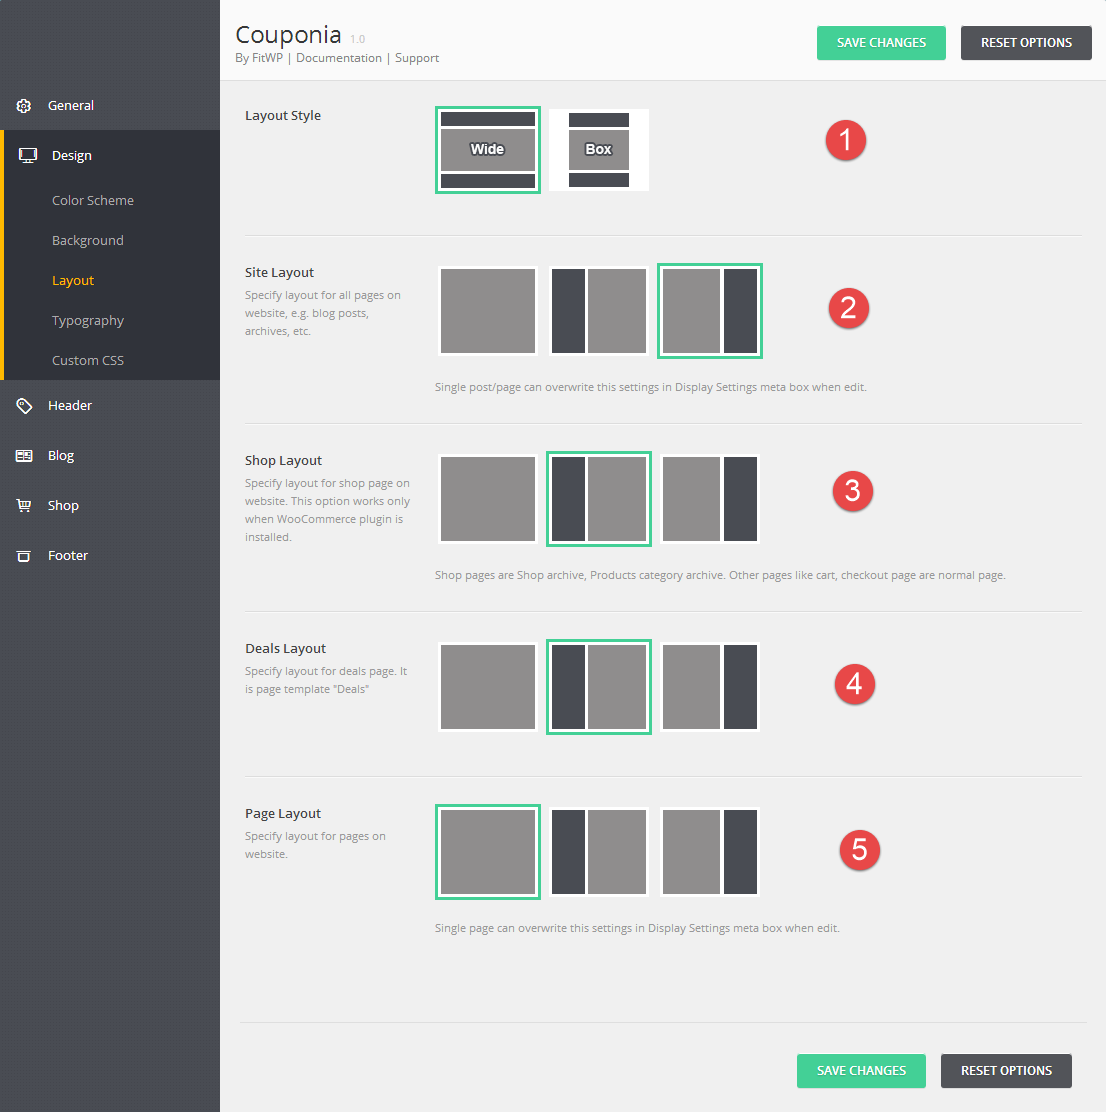 Couponia 1.0
By FitWP | Documentation | Support
SAVE CHANGES
RESET OPTIONS
General
Design
Color Scheme
Background
Layout
Typography
Custom CSS
Header
Blog
Shop
Footer
Layout Style
Wide
Box
1
Site Layout
Specify layout for all pages on
website, e.g. blog posts,
archives, etc.
2
Single post/page can overwrite this settings in Display Settings meta box when edit.
Shop Layout
Specify layout for shop page on
website. This option works only
when WooCommerce plugin is
installed.
3
Shop pages are Shop archive, Products category archive. Other pages like cart, checkout page are normal page.
Deals Layout
Specify layout for deals page. It
is page template "Deals"
4
Page Layout
Specify layout for pages on
website.
5
Single page can overwrite this settings in Display Settings meta box when edit.
SAVE CHANGES
RESET OPTIONS